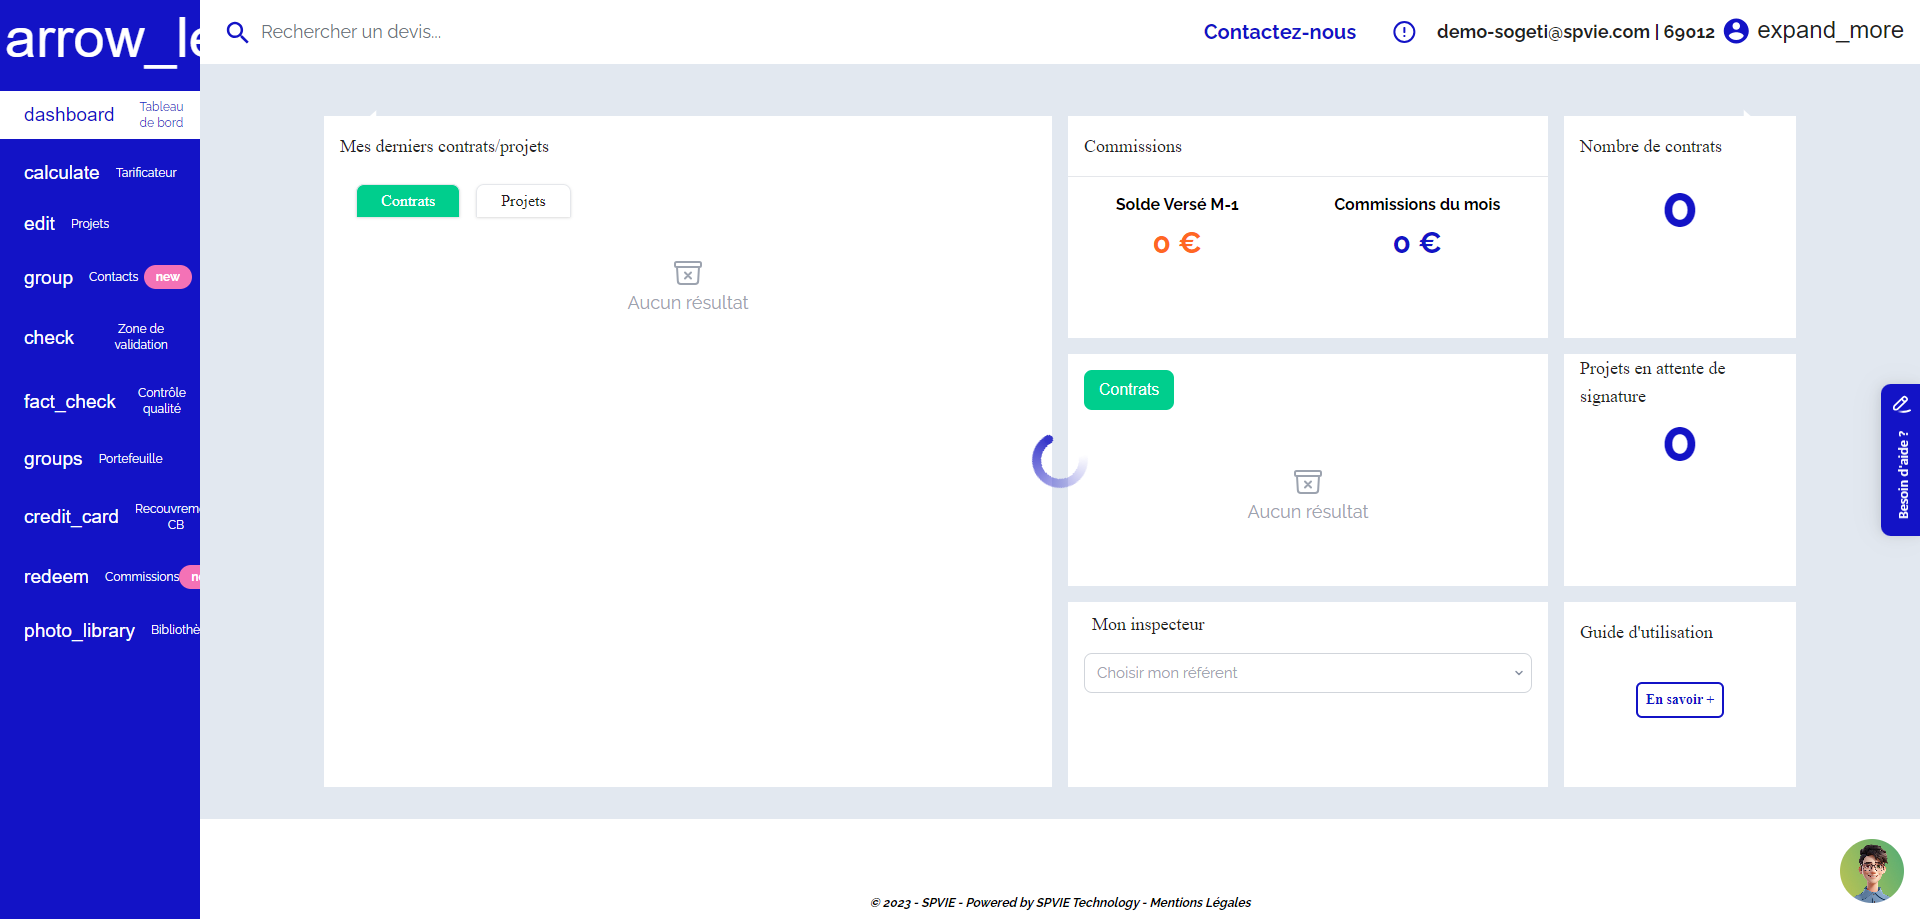 arrow_le
Rechercher un devis...
Contactez-nous
demo-sogeti@spvie.com | 69012
expand_more
dashboard
Tableau
de bord
calculate
Tarificateur
edit
Projets
group
Contacts
new
check
Zone de
validation
fact_check
Contrôle
qualité
groups
Portefeuille
credit_card
Recouvrem
CB
redeem
Commissions
ne
photo_library
Bibliothè
Mes derniers contrats/projets
Contrats
Projets
Aucun résultat
Commissions
Solde Versé M-1
0 €
Commissions du mois
0 €
Nombre de contrats
0
Contrats
Aucun résultat
Projets en attente de
signature
0
Mon inspecteur
Choisir mon référent
Guide d'utilisation
En savoir +
Besoin d'aide ?
© 2023 - SPVIE - Powered by SPVIE Technology - Mentions Légales